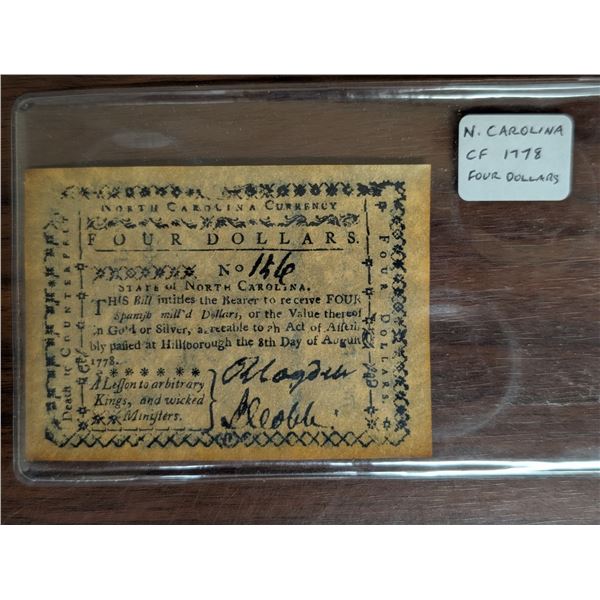 N. CAROLINA
CF 1778
FOUR DOLLARS
NORTH CAROLINA CURRENCY
FOUR DOLLARS.
No 156
STATE of NORTH CAROLINA.
THIS Bill intitles the Bearer to receive FOUR
Spanish mill'd Dollars, or the Value thereof
in Gold or Silver, agreeable to an Act of Assem
bly passed at Hillsborough the 8th Day of August
1778.
A Lesson to arbitrary
Kings, and wicked
Ministers.
Death to Counterfeit
FOUR DOLLARS.